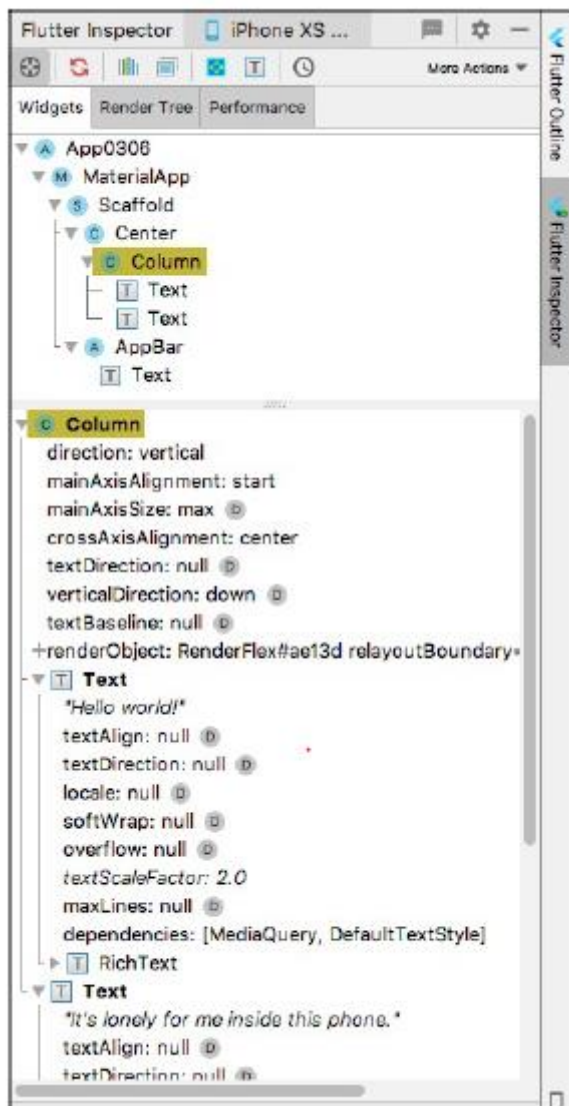 Flutter Inspector iPhone XS ...
More Actions
Widgets Render Tree Performance
A App0306
M MaterialApp
S Scaffold
C Center
C Column
T Text
T Text
A AppBar
T Text
C Column
direction: vertical
mainAxisAlignment: start
mainAxisSize: max D
crossAxisAlignment: center
textDirection: null D
verticalDirection: down D
textBaseline: null D
renderObject: RenderFlex#ae13d relayoutBoundary
T Text
"Hello world!"
textAlign: null D
textDirection: null D
locale: null D
softWrap: null D
overflow: null D
textScaleFactor: 2.0
maxLines: null D
dependencies: [MediaQuery, DefaultTextStyle]
T RichText
T Text
"It's lonely for me inside this phone."
textAlign: null D
textDirection: null D
Flutter Outline
Flutter Inspector